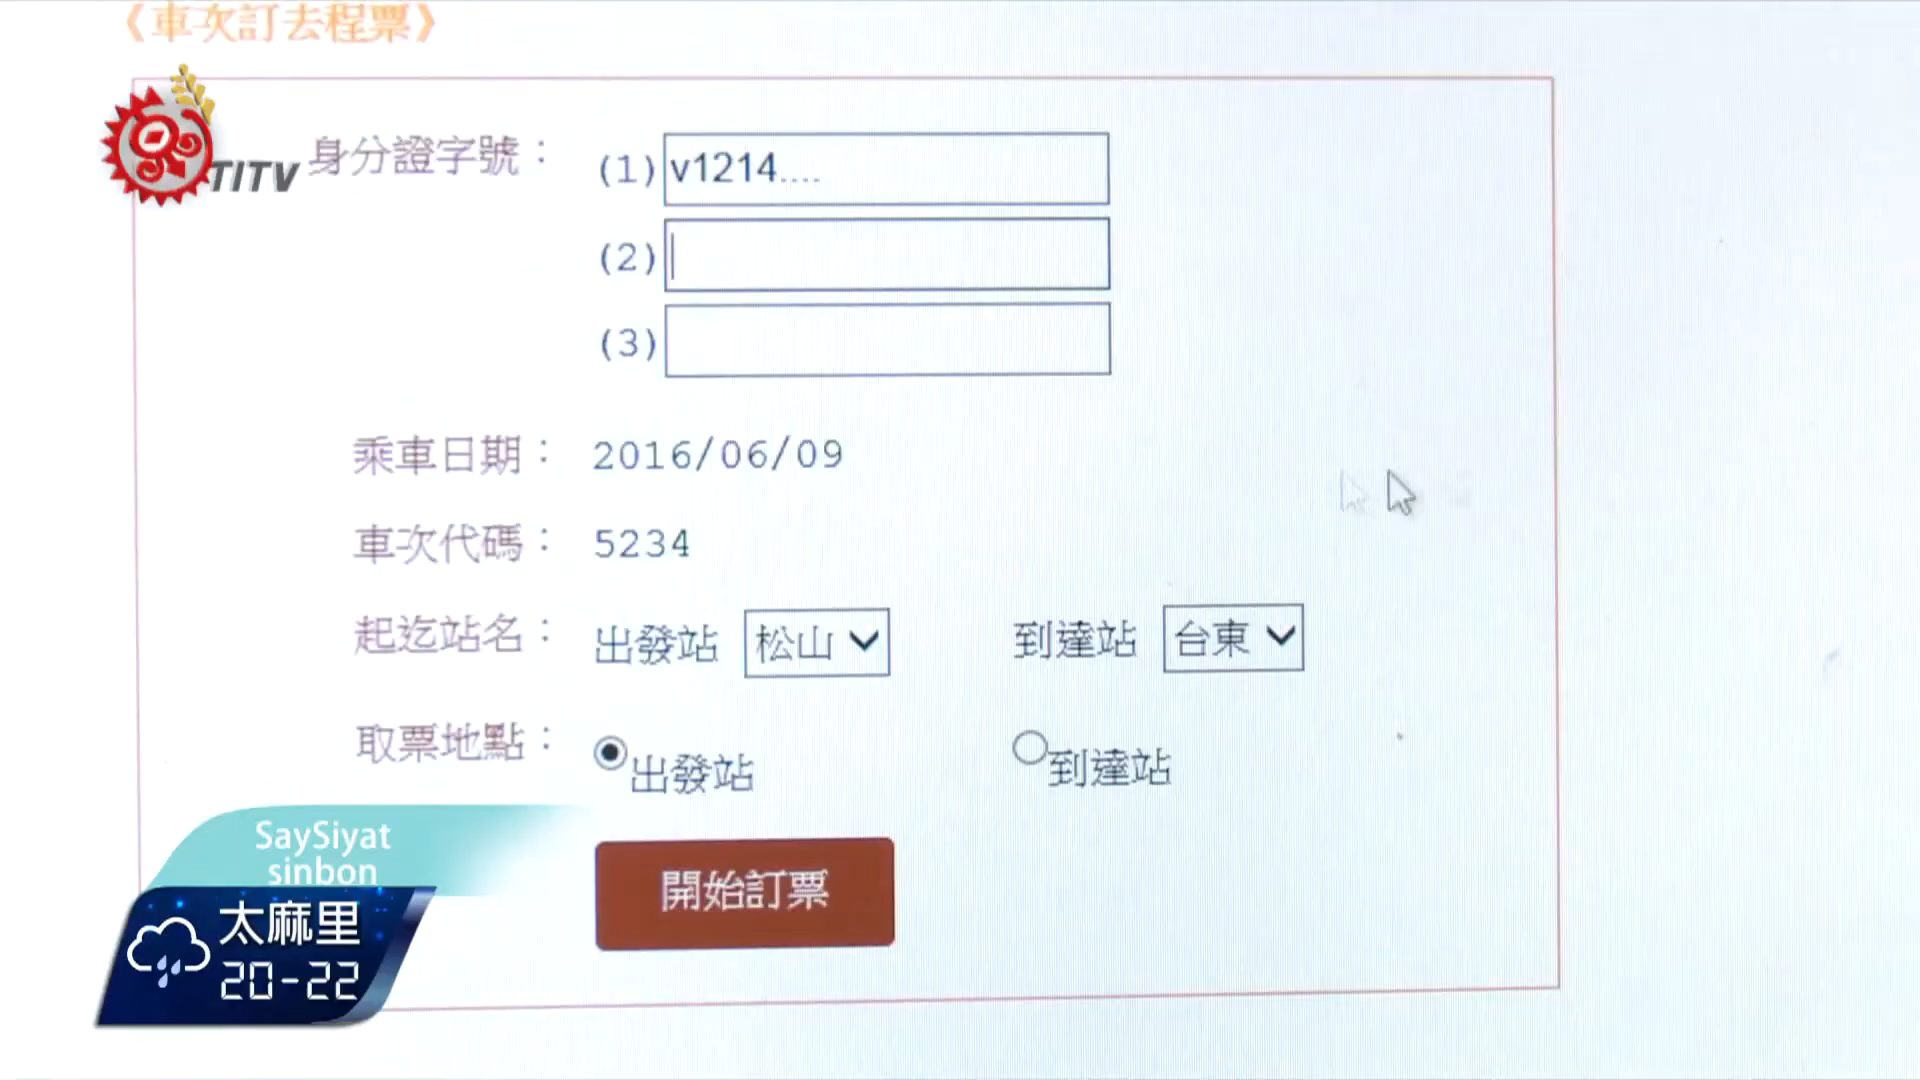 《車次訂去程票》
TITV
身分證字號：
(1) v1214....
(2)
(3)
乘車日期： 2016/06/09
車次代碼： 5234
起迄站名： 出發站 松山 到達站 台東
取票地點： 出發站 到達站
開始訂票
SaySiyat
sinbon
太麻里
20-22